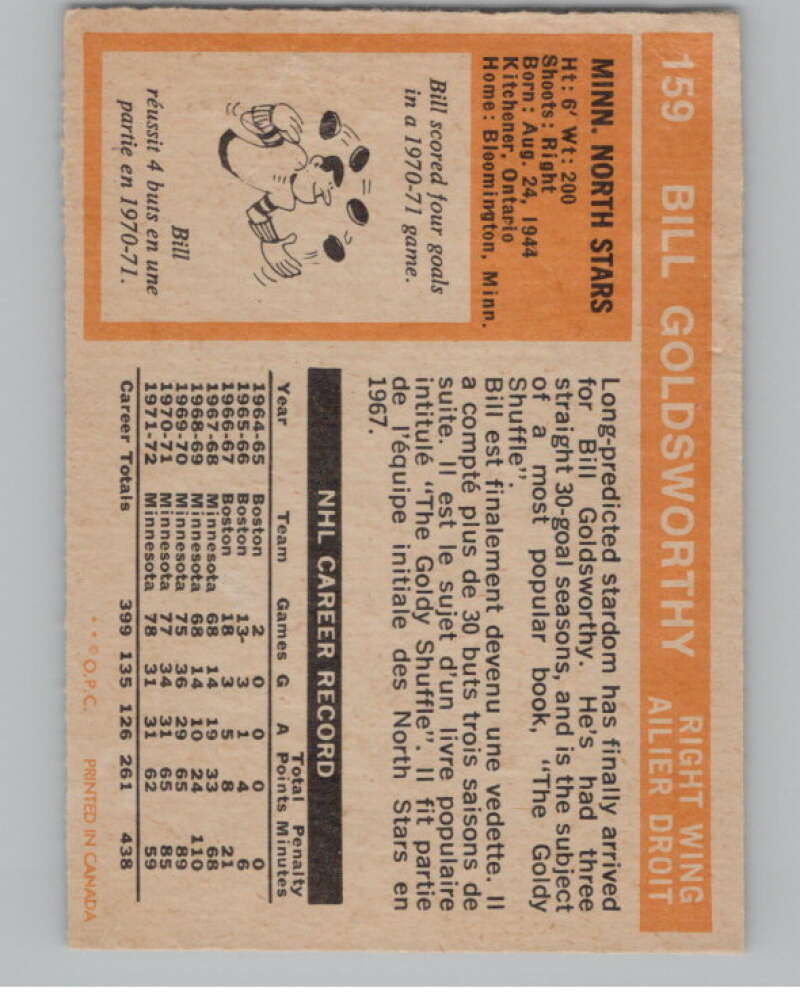 159 BILL GOLDSWORTHY RIGHT WING
AILIER DROIT
MINN. NORTH STARS
Ht: 6' Wt: 200
Shoots: Right
Born: Aug. 24, 1944
Kitchener, Ontario
Home: Bloomington, Minn.
Bill scored four goals
in a 1970-71 game.
Bill
réussit 4 buts en une
partie en 1970-71.
Long-predicted stardom has finally arrived
for Bill Goldsworthy. He's had three
straight 30-goal seasons, and is the subject
of a most popular book, "The Goldy
Shuffle".
Bill est finalement devenu une vedette. Il
a compté plus de 30 buts trois saisons de
suite. Il est le sujet d'un livre populaire
intitulé "The Goldy Shuffle". Il fit partie
de l'équipe initiale des North Stars en
1967.
NHL CAREER RECORD
Total Penalty
Year Team Games G A Points Minutes
1964-65 Boston 2 0 0 0 0
1965-66 Boston 13 3 1 4 6
1966-67 Boston 18 3 5 8 21
1967-68 Minnesota 68 14 19 33 68
1968-69 Minnesota 68 14 10 24 110
1969-70 Minnesota 75 36 29 65 89
1970-71 Minnesota 77 34 31 65 85
1971-72 Minnesota 78 31 31 62 59
Career Totals 399 135 126 261 438
**© O.P.C. PRINTED IN CANADA